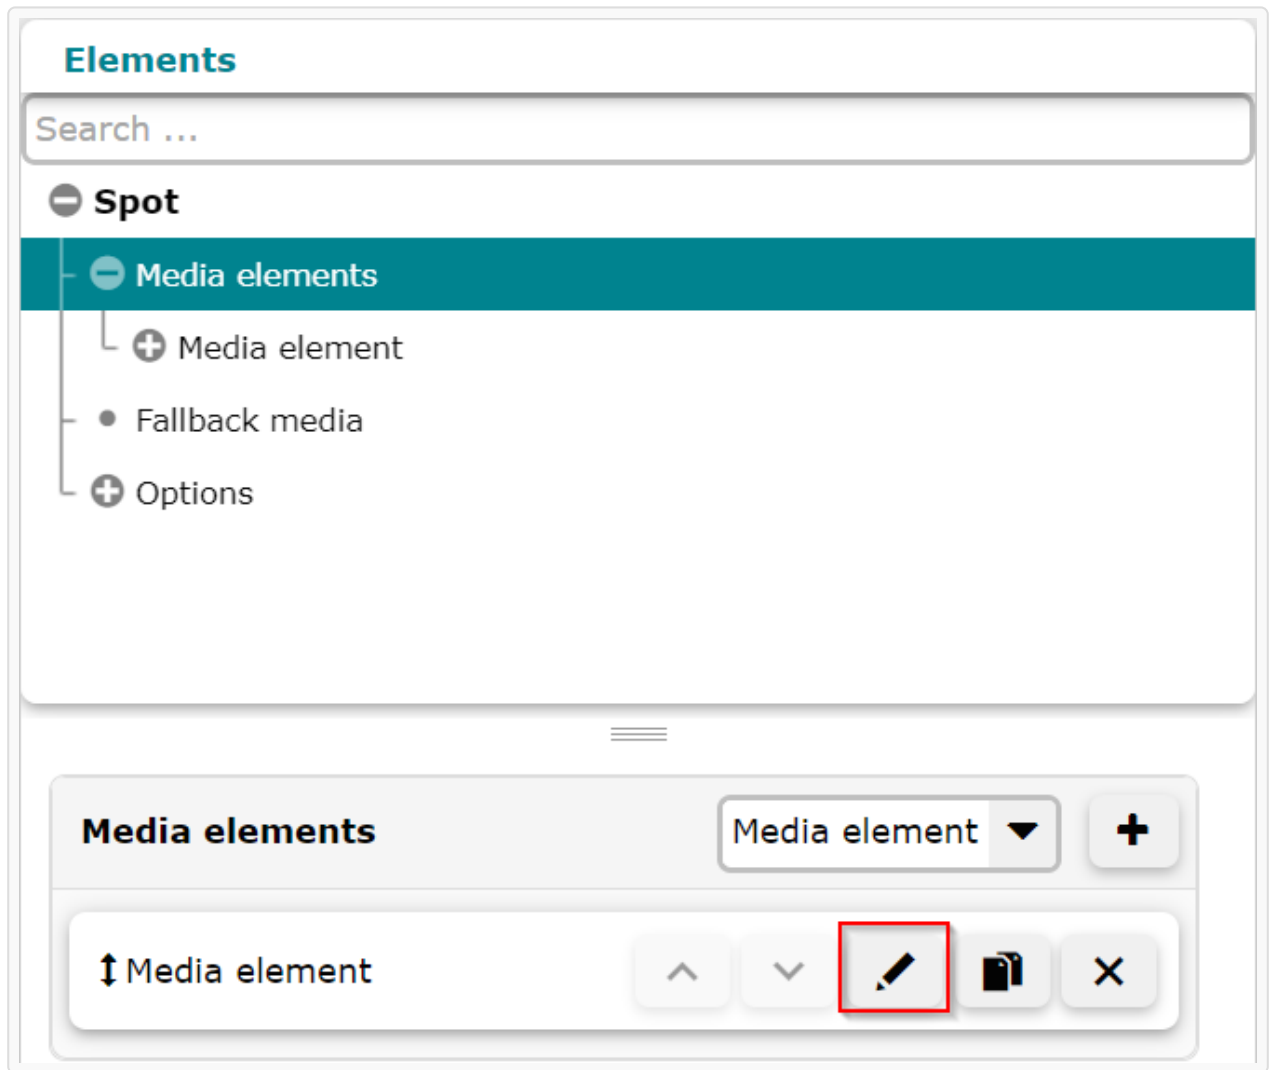 Elements
Search ...
Spot
Media elements
Media element
Fallback media
Options
Media elements
Media element
Media element